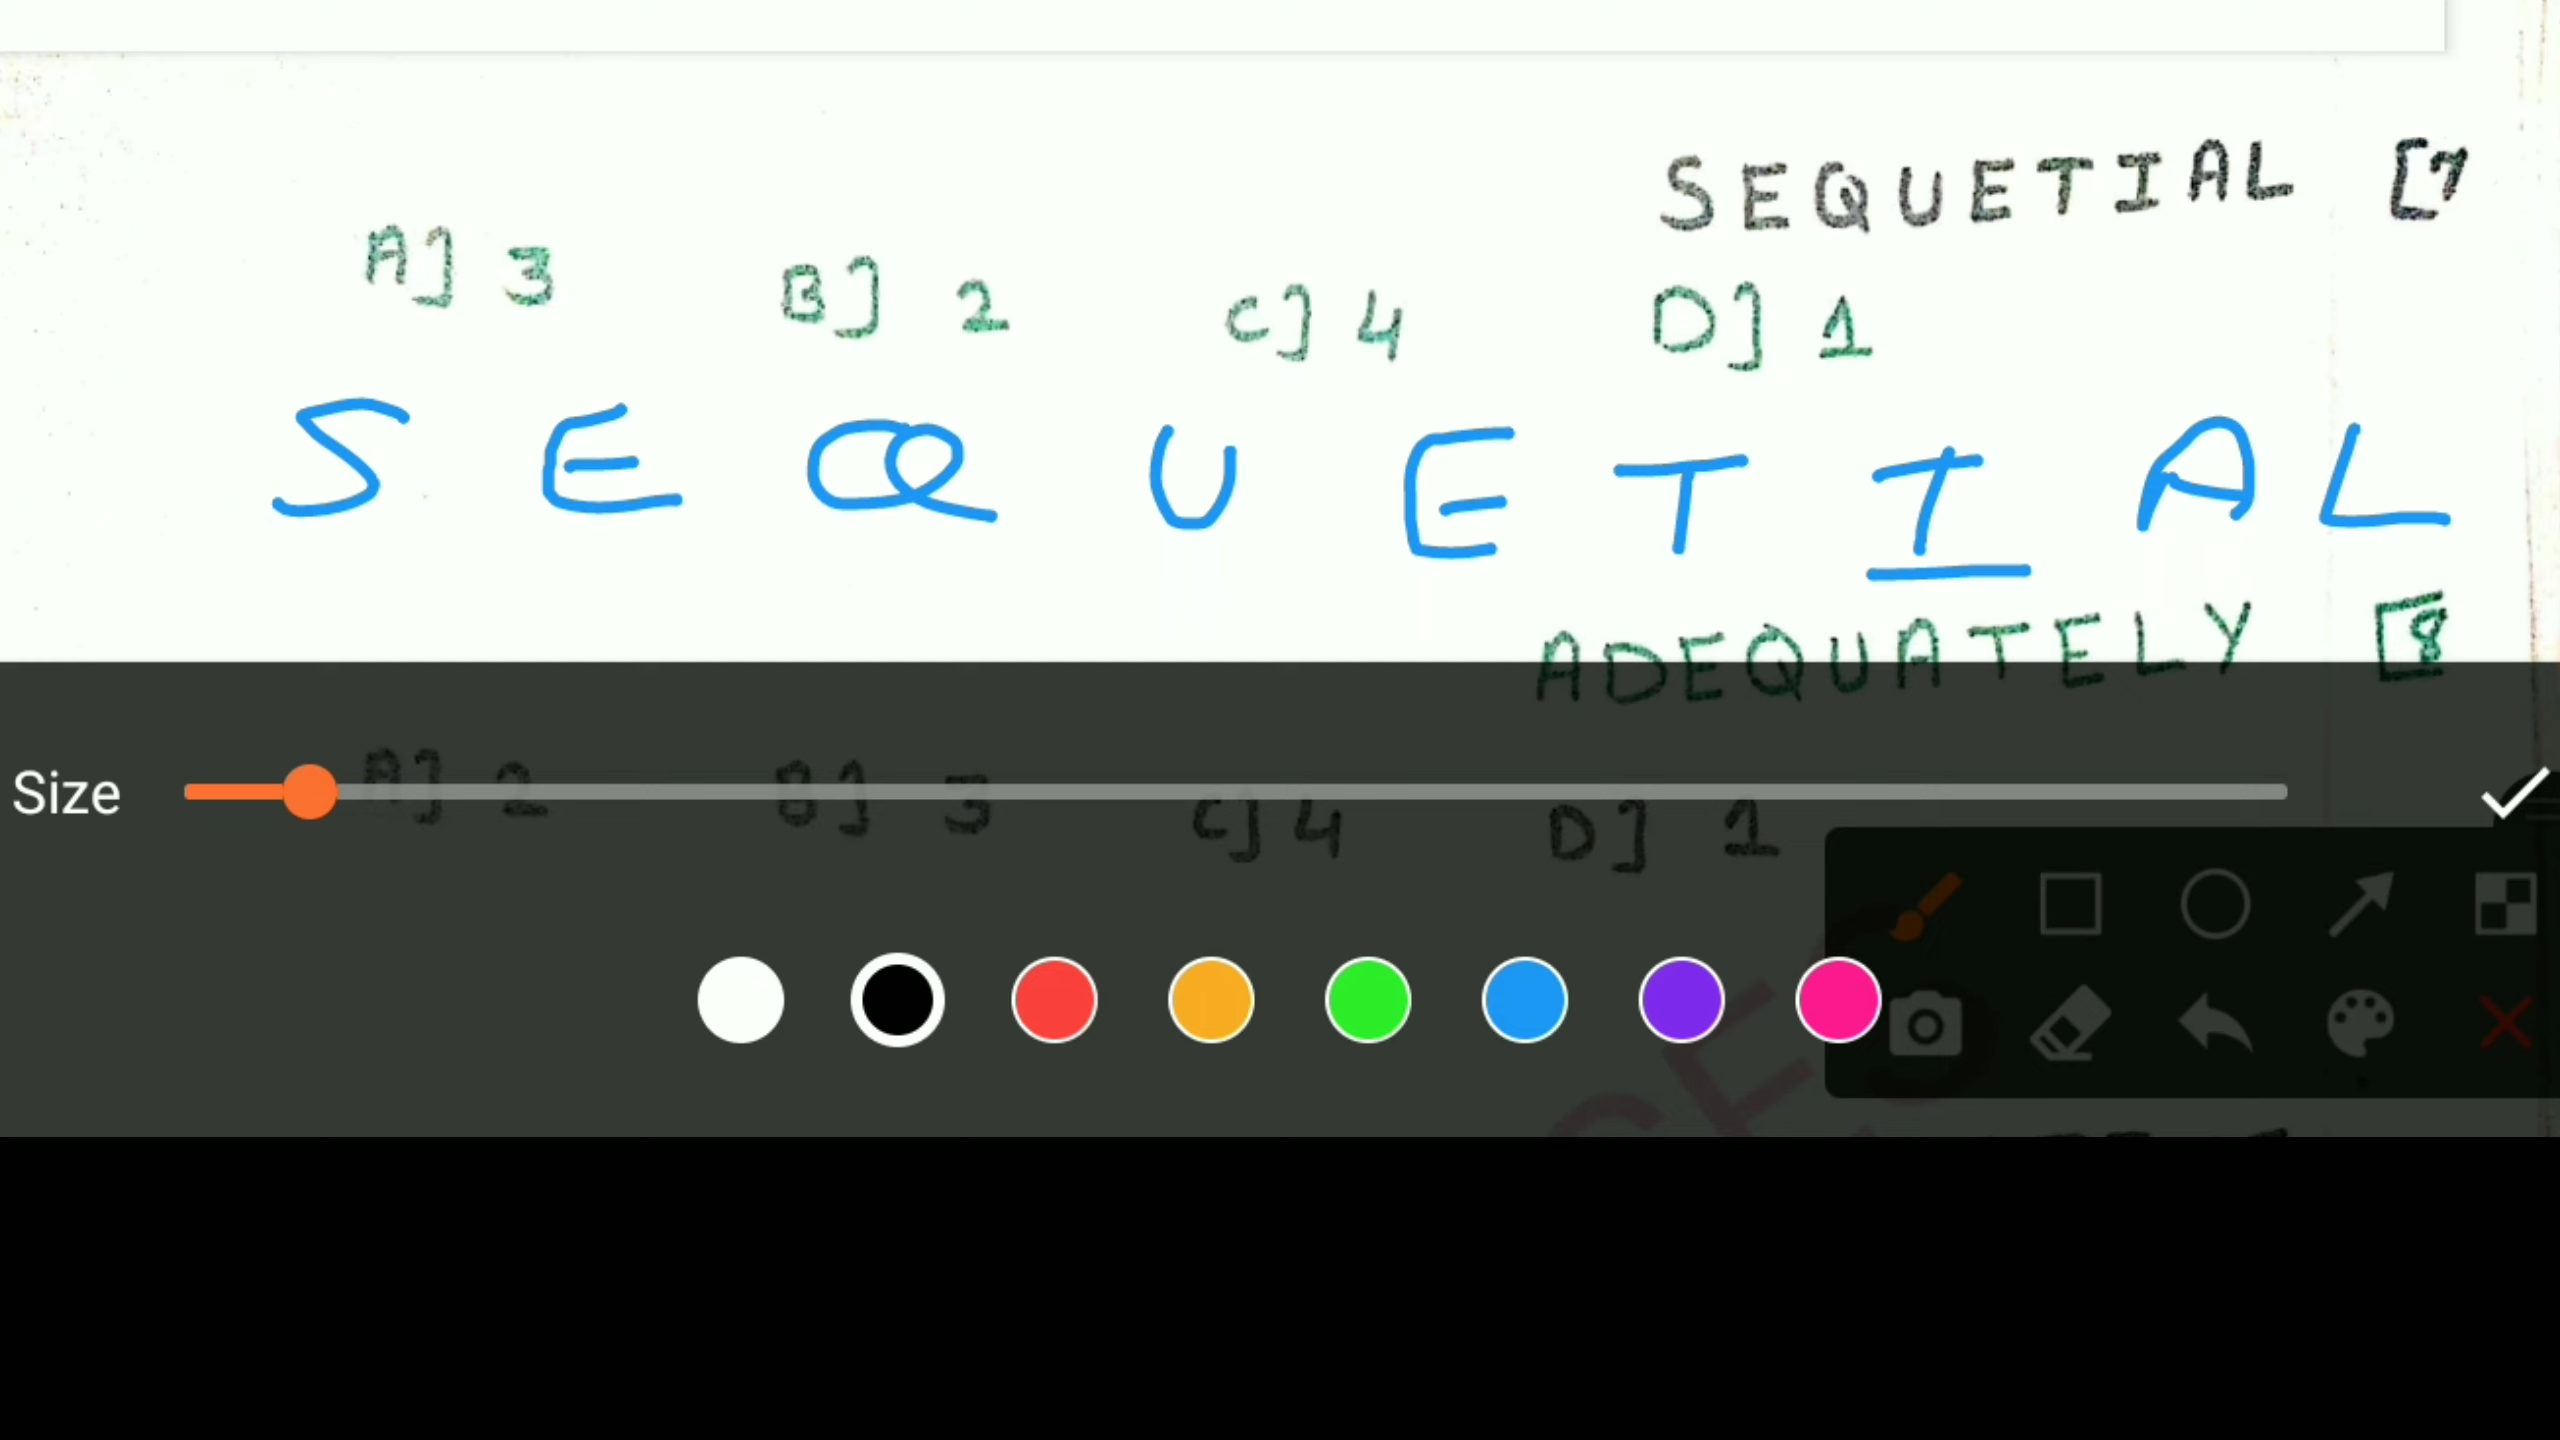 SEQUETIAL [7
A] 3 B] 2 C] 4 D] 1
SEQUETIAL
ADEQUATELY [8
Size
A] 2 B] 3 C] 4 D] 1